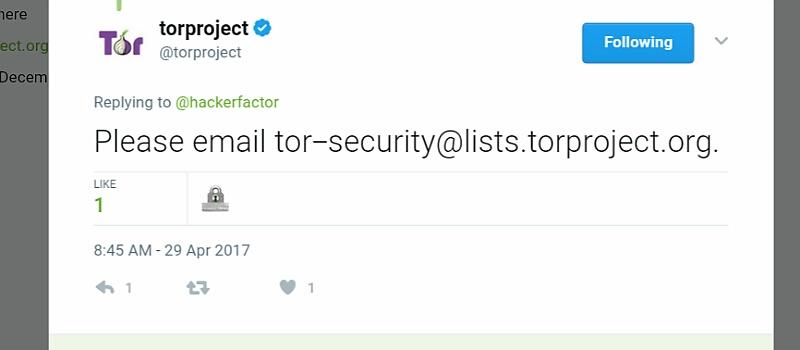 here
ect.org
Decem
Tor
torproject
@torproject
Following
Replying to @hackerfactor
Please email tor–security@lists.torproject.org.
LIKE
1
8:45 AM - 29 Apr 2017
1
1